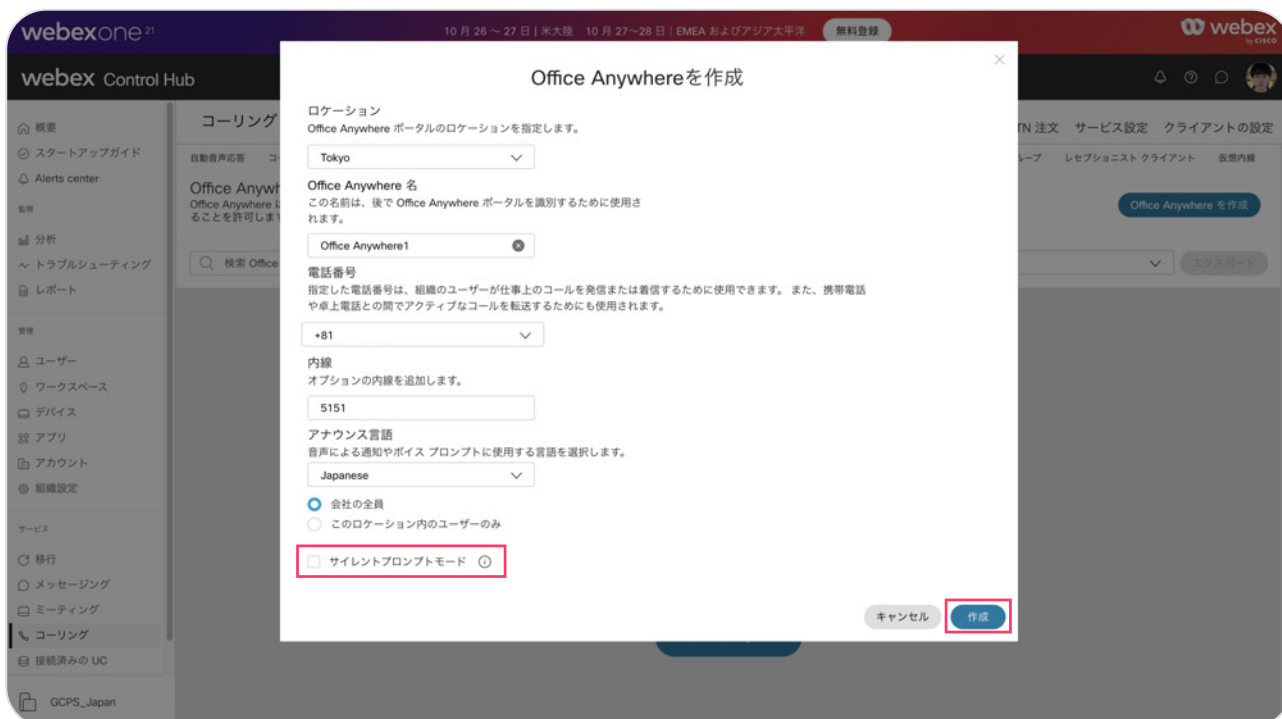 webexone 21
10 月 26 ~ 27 日 | 米大陸 10 月 27~28 日 | EMEA およびアジア太平洋
無料登録
webex
by CISCO
webex Control Hub
概要
スタートアップガイド
Alerts center
監視
分析
トラブルシューティング
レポート
管理
ユーザー
ワークスペース
デバイス
アプリ
アカウント
組織設定
サービス
移行
メッセージング
ミーティング
コーリング
接続済みの UC
GCPS_Japan
コーリング
自動音声応答 コ
Office Anywh
Office Anywhere
ることを許可しま
検索 Office
Office Anywhereを作成
ロケーション
Office Anywhere ポータルのロケーションを指定します。
Tokyo
Office Anywhere 名
この名前は、後で Office Anywhere ポータルを識別するために使用さ
れます。
Office Anywhere1
電話番号
指定した電話番号は、組織のユーザーが仕事上のコールを発信または着信するために使用できます。 また、携帯電話
や卓上電話との間でアクティブなコールを転送するためにも使用されます。
+81
内線
オプションの内線を追加します。
5151
アナウンス言語
音声による通知やボイス プロンプトに使用する言語を選択します。
Japanese
会社の全員
このロケーション内のユーザーのみ
サイレントプロンプトモード
キャンセル
作成
TN 注文 サービス設定 クライアントの設定
ループ レセプショニスト クライアント 仮想内線
Office Anywhere を作成
エクスポート